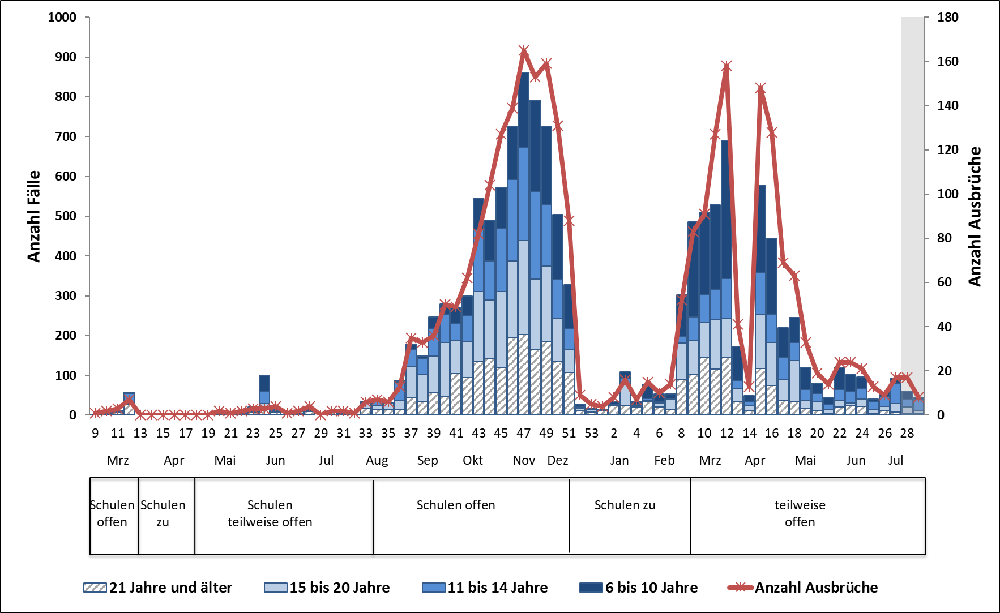 1000
900
800
700
600
500
400
300
200
100
0
Anzahl Fälle
180
160
140
120
100
80
60
40
20
0
Anzahl Ausbrüche
9 11 13 15 17 19 21 23 25 27 29 31 33 35 37 39 41 43 45 47 49 51 53 2 4 6 8 10 12 14 16 18 20 22 24 26 28
Mrz Apr Mai Jun Jul Aug Sep Okt Nov Dez Jan Feb Mrz Apr Mai Jun Jul
Schulen
offen
Schulen
zu
Schulen
teilweise offen
Schulen offen
Schulen zu
teilweise
offen
21 Jahre und älter 15 bis 20 Jahre 11 bis 14 Jahre 6 bis 10 Jahre Anzahl Ausbrüche